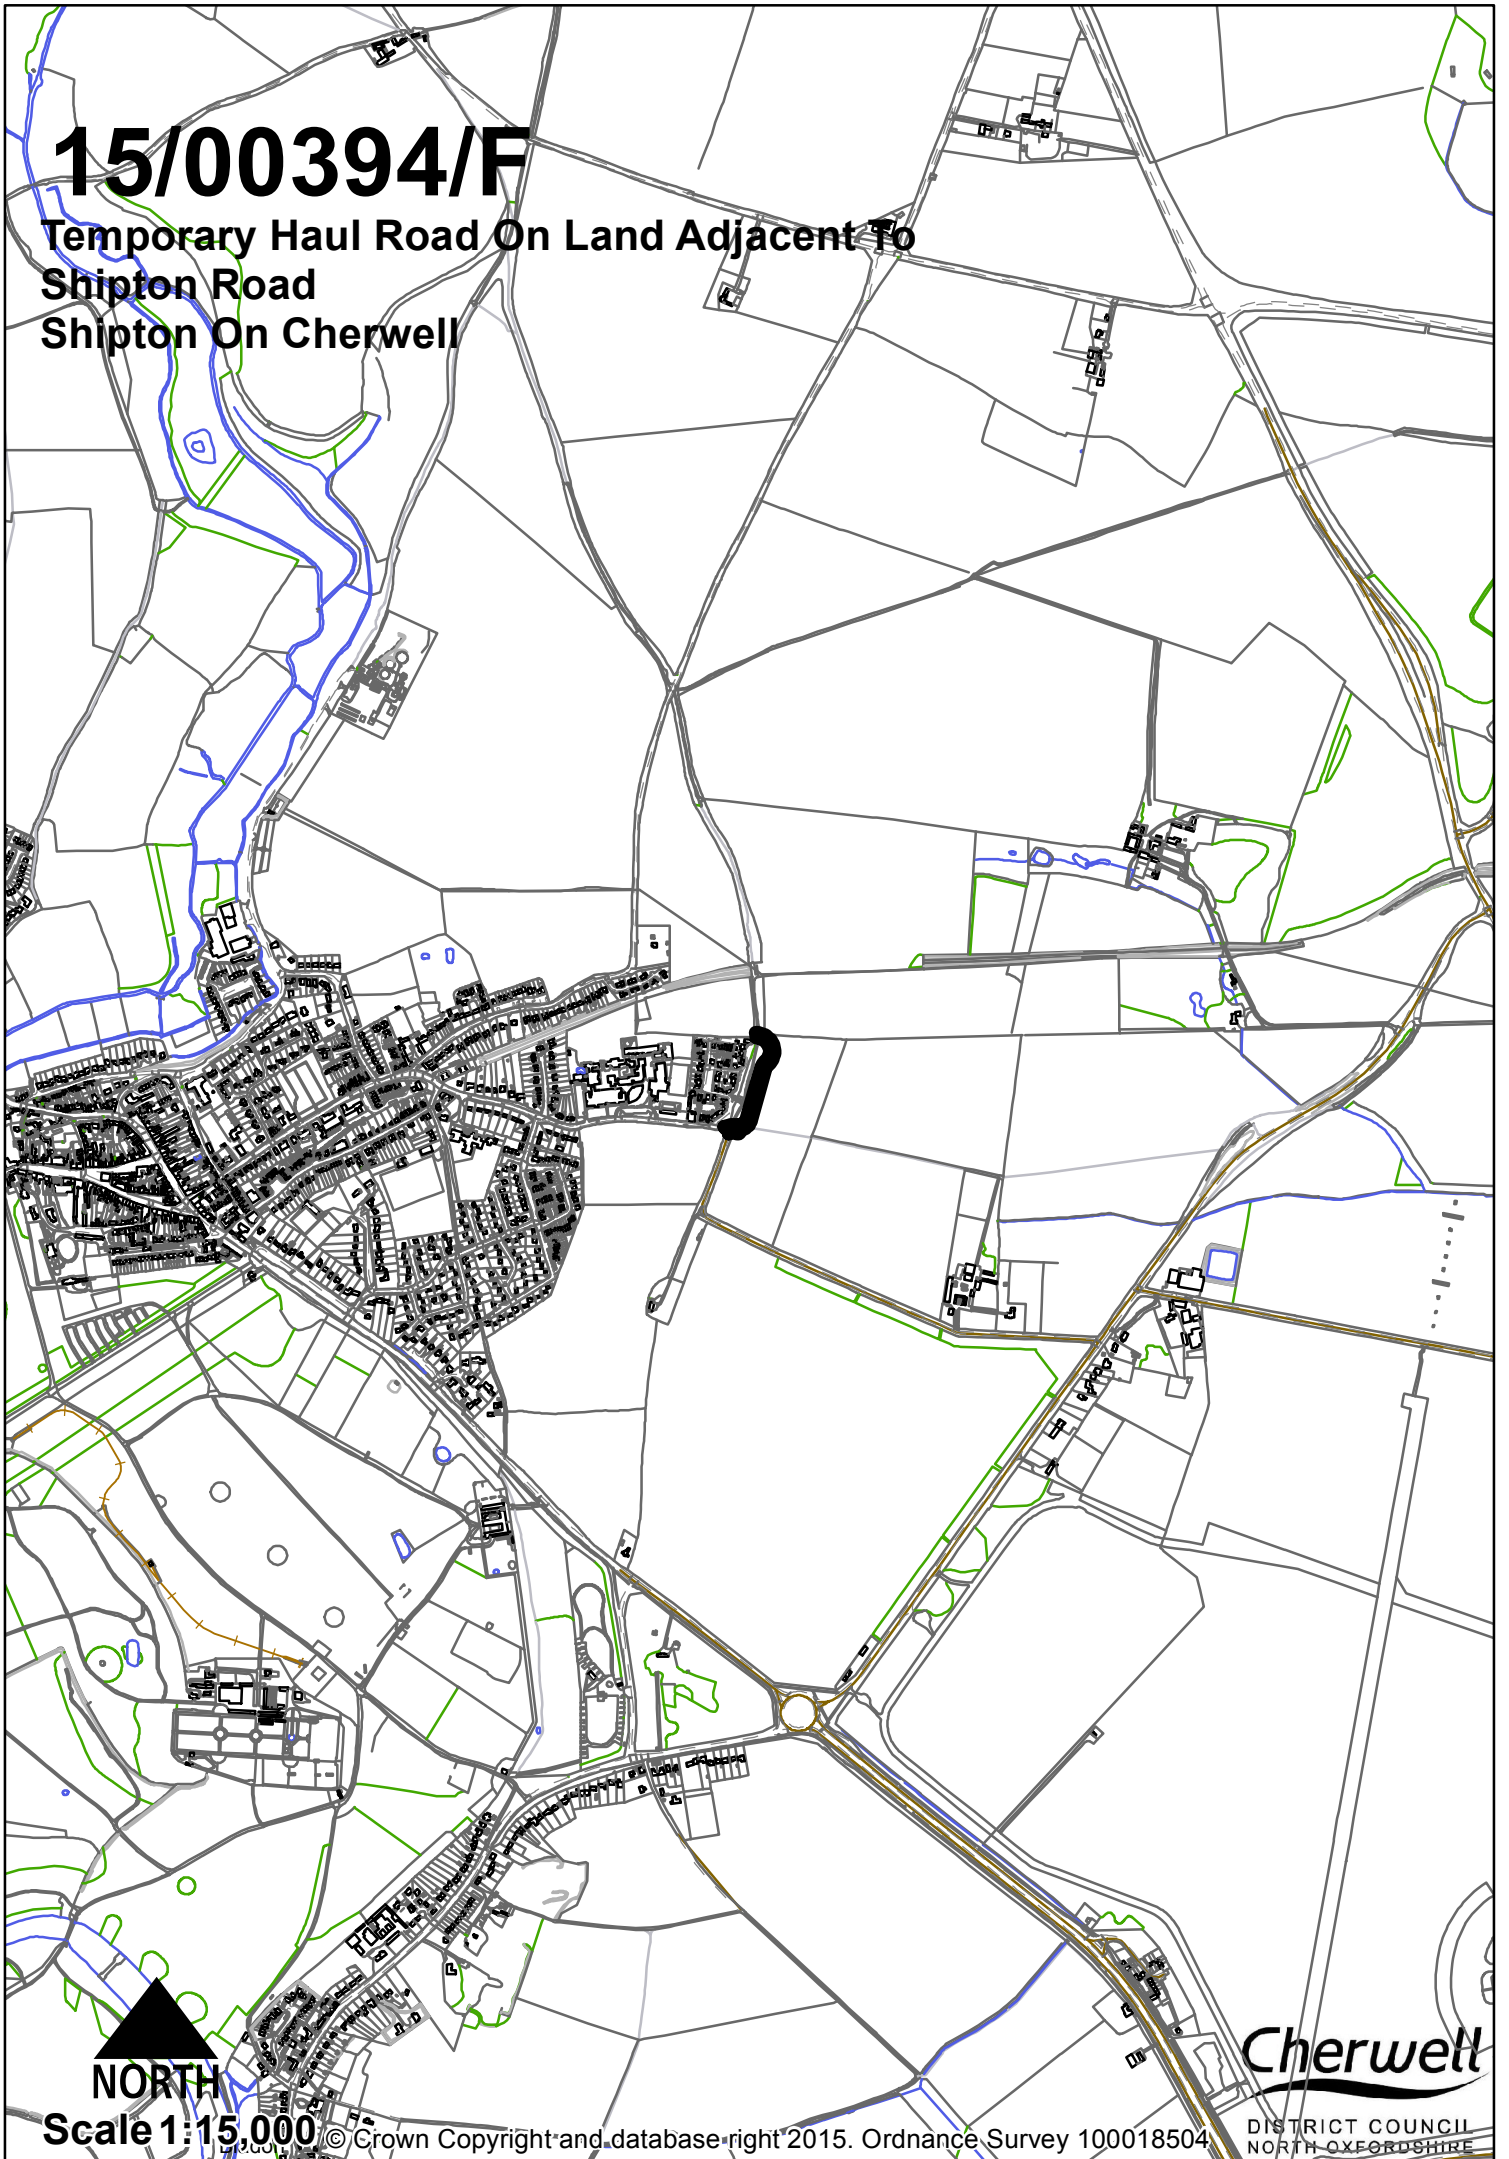 15/00394/F
Temporary Haul Road On Land Adjacent To
Shipton Road
Shipton On Cherwell
NORTH
Scale 1:15,000
© Crown Copyright and database right 2015. Ordnance Survey 100018504
Cherwell
DISTRICT COUNCIL
NORTH OXFORDSHIRE